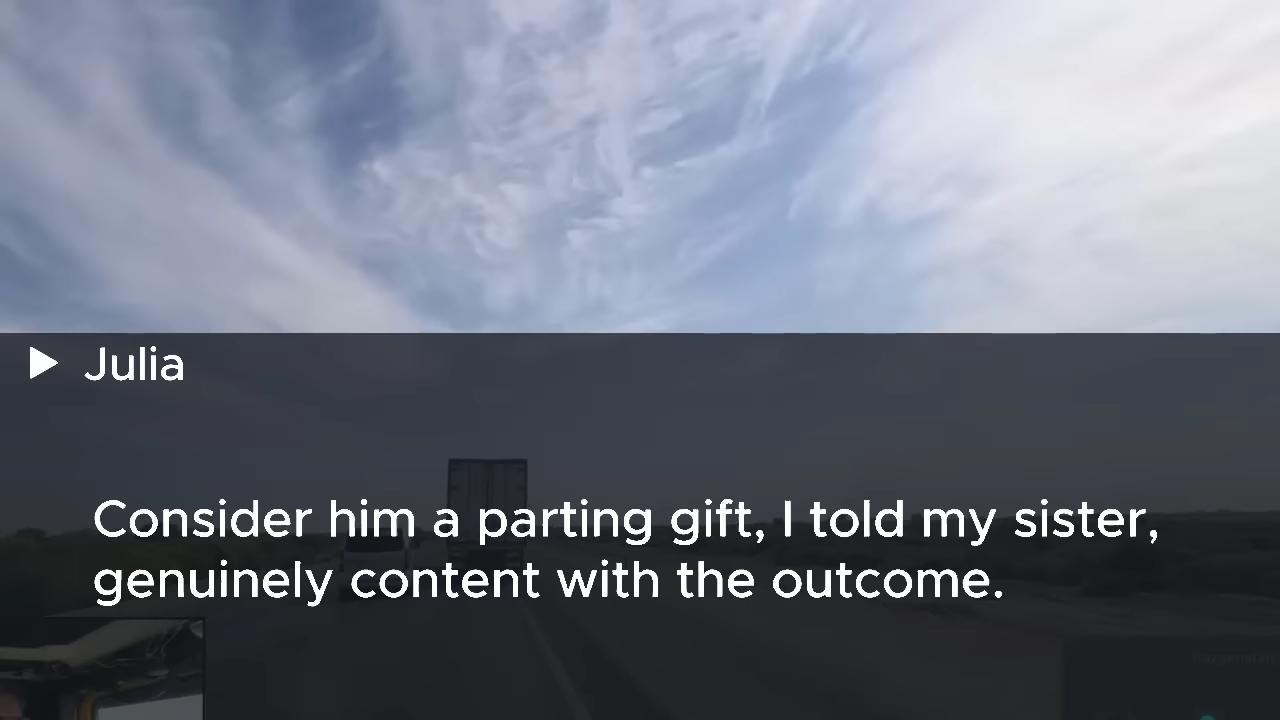 Julia
Consider him a parting gift, I told my sister,
genuinely content with the outcome.